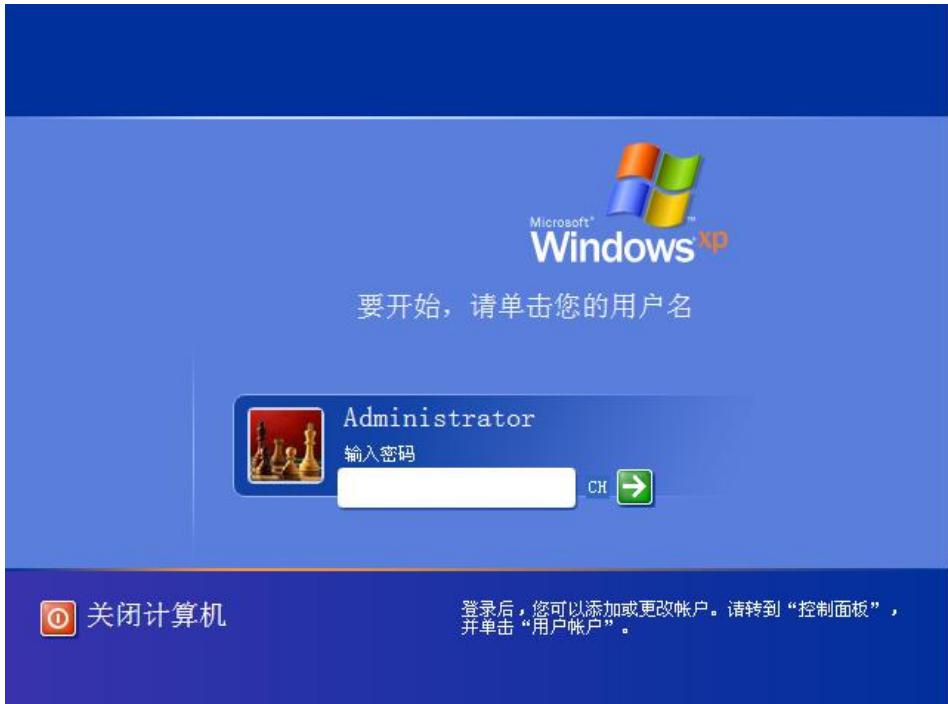 Microsoft®
Windows xp™
要开始，请单击您的用户名
Administrator
输入密码
CH
关闭计算机
登录后，您可以添加或更改帐户。请转到“控制面板”，
并单击“用户帐户”。